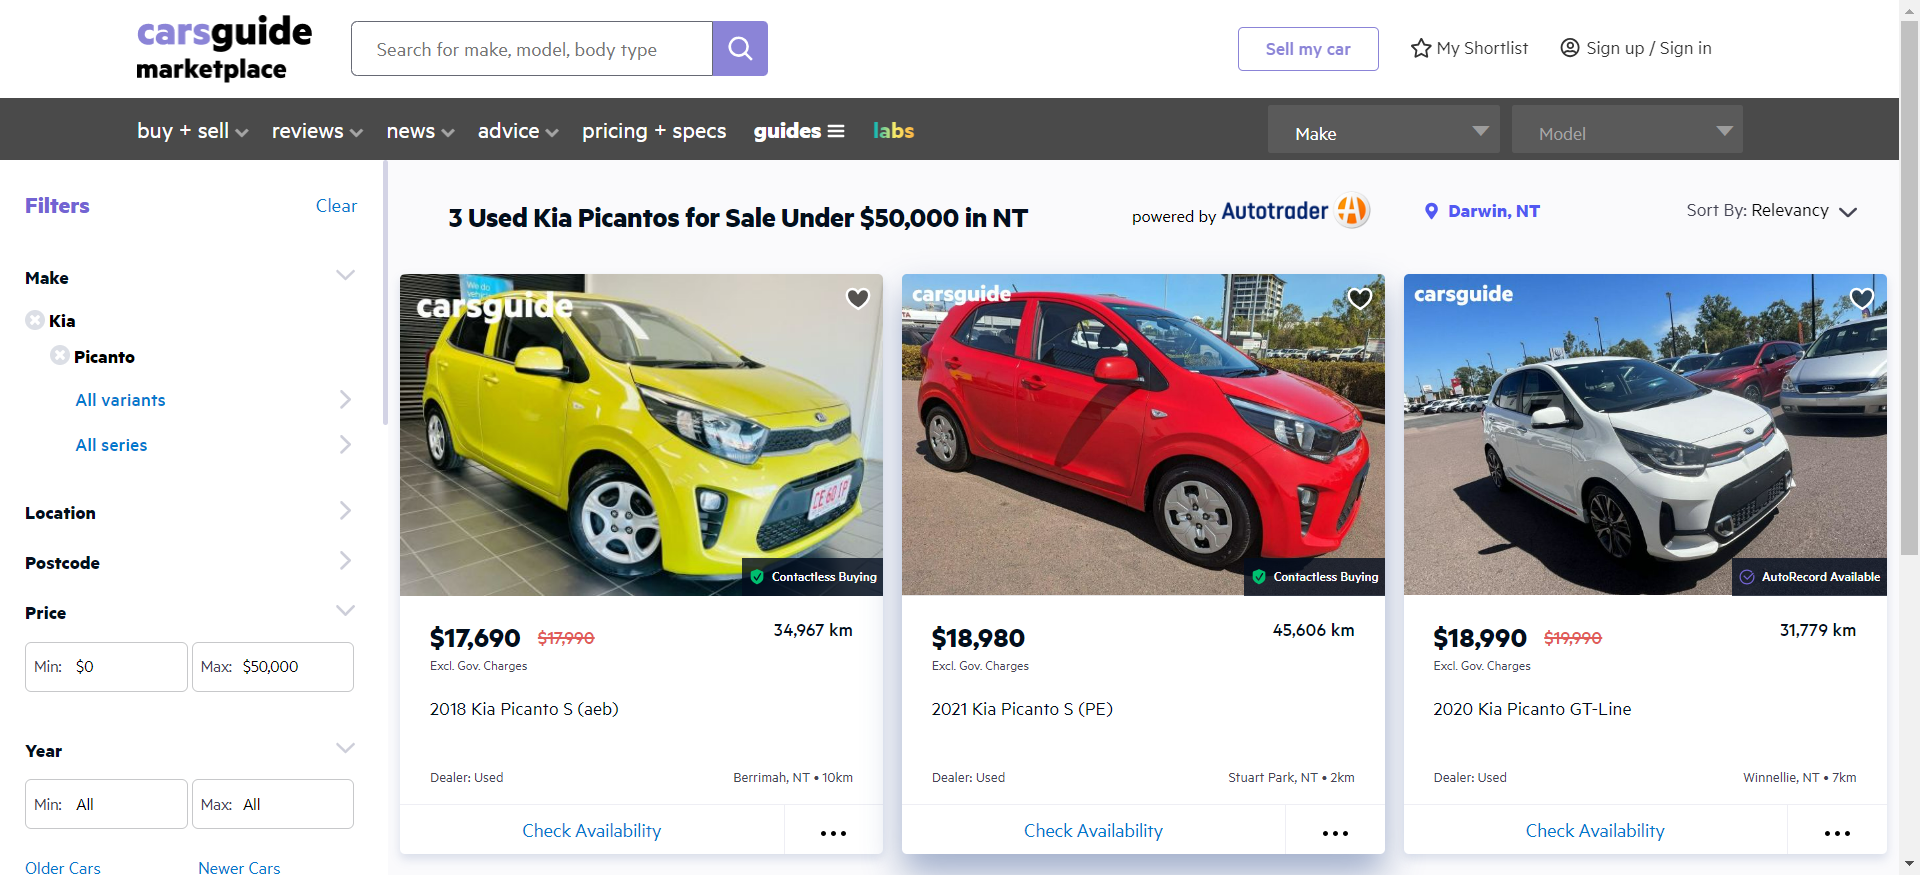 carsguide
marketplace
Search for make, model, body type
Sell my car
My Shortlist
Sign up / Sign in
buy + sell
reviews
news
advice
pricing + specs
guides
labs
Make
Model
Filters
Clear
Make
Kia
Picanto
All variants
All series
Location
Postcode
Price
Min: $0
Max: $50,000
Year
Min: All
Max: All
Older Cars
Newer Cars
3 Used Kia Picantos for Sale Under $50,000 in NT
powered by Autotrader
Darwin, NT
Sort By: Relevancy
We do
carsguide
CE 60 IP
Contactless Buying
$17,690 $17,990
34,967 km
Excl. Gov. Charges
2018 Kia Picanto S (aeb)
Dealer: Used
Berrimah, NT • 10km
Check Availability
carsguide
Contactless Buying
$18,980
45,606 km
Excl. Gov. Charges
2021 Kia Picanto S (PE)
Dealer: Used
Stuart Park, NT • 2km
Check Availability
carsguide
AutoRecord Available
$18,990 $19,990
31,779 km
Excl. Gov. Charges
2020 Kia Picanto GT-Line
Dealer: Used
Winnellie, NT • 7km
Check Availability